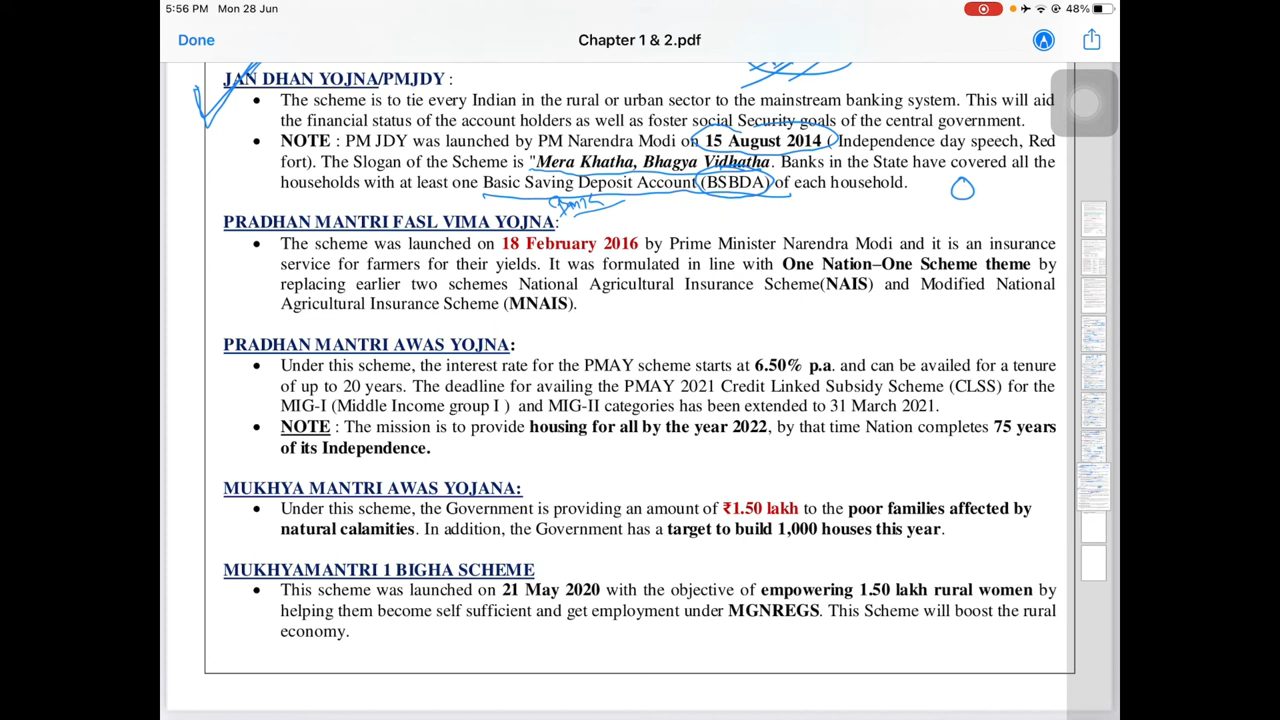 5:56 PM Mon 28 Jun 48%
Done Chapter 1 & 2.pdf
JAN DHAN YOJNA/PMJDY :
• The scheme is to tie every Indian in the rural or urban sector to the mainstream banking system. This will aid
the financial status of the account holders as well as foster social Security goals of the central government.
• NOTE : PM JDY was launched by PM Narendra Modi on 15 August 2014 ( Independence day speech, Red
fort). The Slogan of the Scheme is "Mera Khatha, Bhagya Vidhatha. Banks in the State have covered all the
households with at least one Basic Saving Deposit Account (BSBDA) of each household.
PRADHAN MANTRI FASL VIMA YOJNA:
• The scheme was launched on 18 February 2016 by Prime Minister Narendra Modi and it is an insurance
service for farmers for their yields. It was formulated in line with One Nation–One Scheme theme by
replacing earlier two schemes National Agricultural Insurance Scheme(NAIS) and Modified National
Agricultural Insurance Scheme (MNAIS).
PRADHAN MANTRI AWAS YOJNA:
• Under this scheme, the interest rate for the PMAY scheme starts at 6.50% p.a. and can be availed for a tenure
of up to 20 years. The deadline for availing the PMAY 2021 Credit Linked Subsidy Scheme (CLSS) for the
MIG-I (Middle income group I ) and MIG-II categories has been extended to 31 March 2021.
• NOTE : The mission is to provide housing for all by the year 2022, by that time Nation completes 75 years
of its Independence.
MUKHYAMANTRI AWAS YOJNA:
• Under this scheme, the Government is providing an amount of ₹1.50 lakh to the poor families affected by
natural calamities. In addition, the Government has a target to build 1,000 houses this year.
MUKHYAMANTRI 1 BIGHA SCHEME
• This scheme was launched on 21 May 2020 with the objective of empowering 1.50 lakh rural women by
helping them become self sufficient and get employment under MGNREGS. This Scheme will boost the rural
economy.